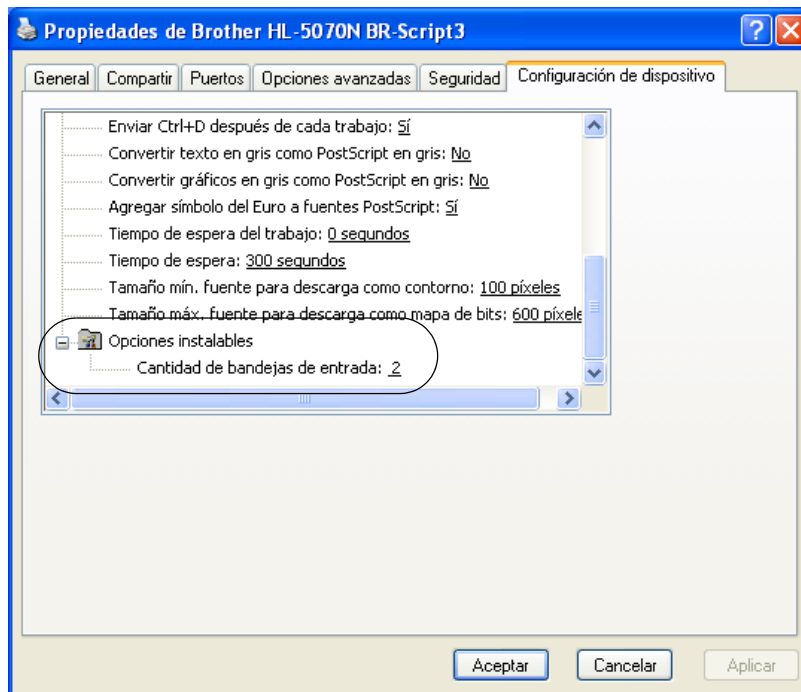 Propiedades de Brother HL-5070N BR-Script3
General Compartir Puertos Opciones avanzadas Seguridad Configuración de dispositivo
Enviar Ctrl+D después de cada trabajo: Sí
Convertir texto en gris como PostScript en gris: No
Convertir gráficos en gris como PostScript en gris: No
Agregar símbolo del Euro a fuentes PostScript: Sí
Tiempo de espera del trabajo: 0 segundos
Tiempo de espera: 300 segundos
Tamaño mín. fuente para descarga como contorno: 100 píxeles
Tamaño máx. fuente para descarga como mapa de bits: 600 píxele
Opciones instalables
Cantidad de bandejas de entrada: 2
Aceptar Cancelar Aplicar